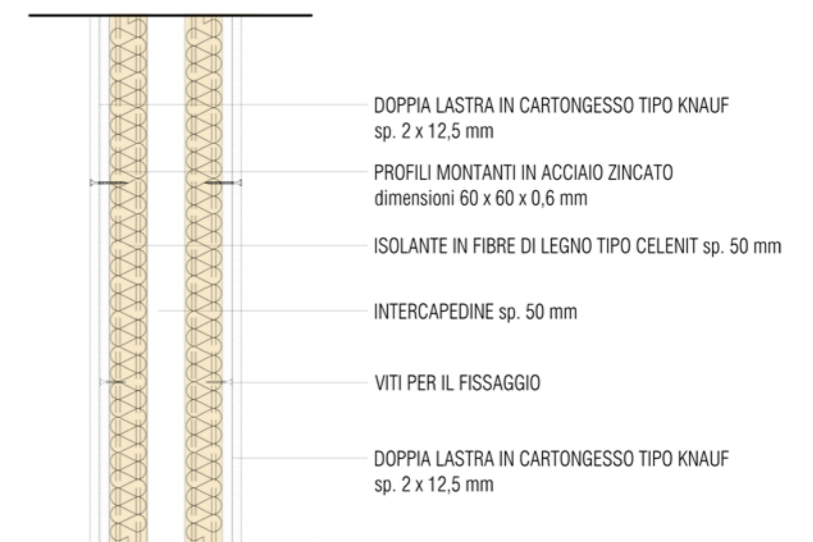 DOPPIA LASTRA IN CARTONGESSO TIPO KNAUF
sp. 2 x 12,5 mm
PROFILI MONTANTI IN ACCIAIO ZINCATO
dimensioni 60 x 60 x 0,6 mm
ISOLANTE IN FIBRE DI LEGNO TIPO CELENIT sp. 50 mm
INTERCAPEDINE sp. 50 mm
VITI PER IL FISSAGGIO
DOPPIA LASTRA IN CARTONGESSO TIPO KNAUF
sp. 2 x 12,5 mm